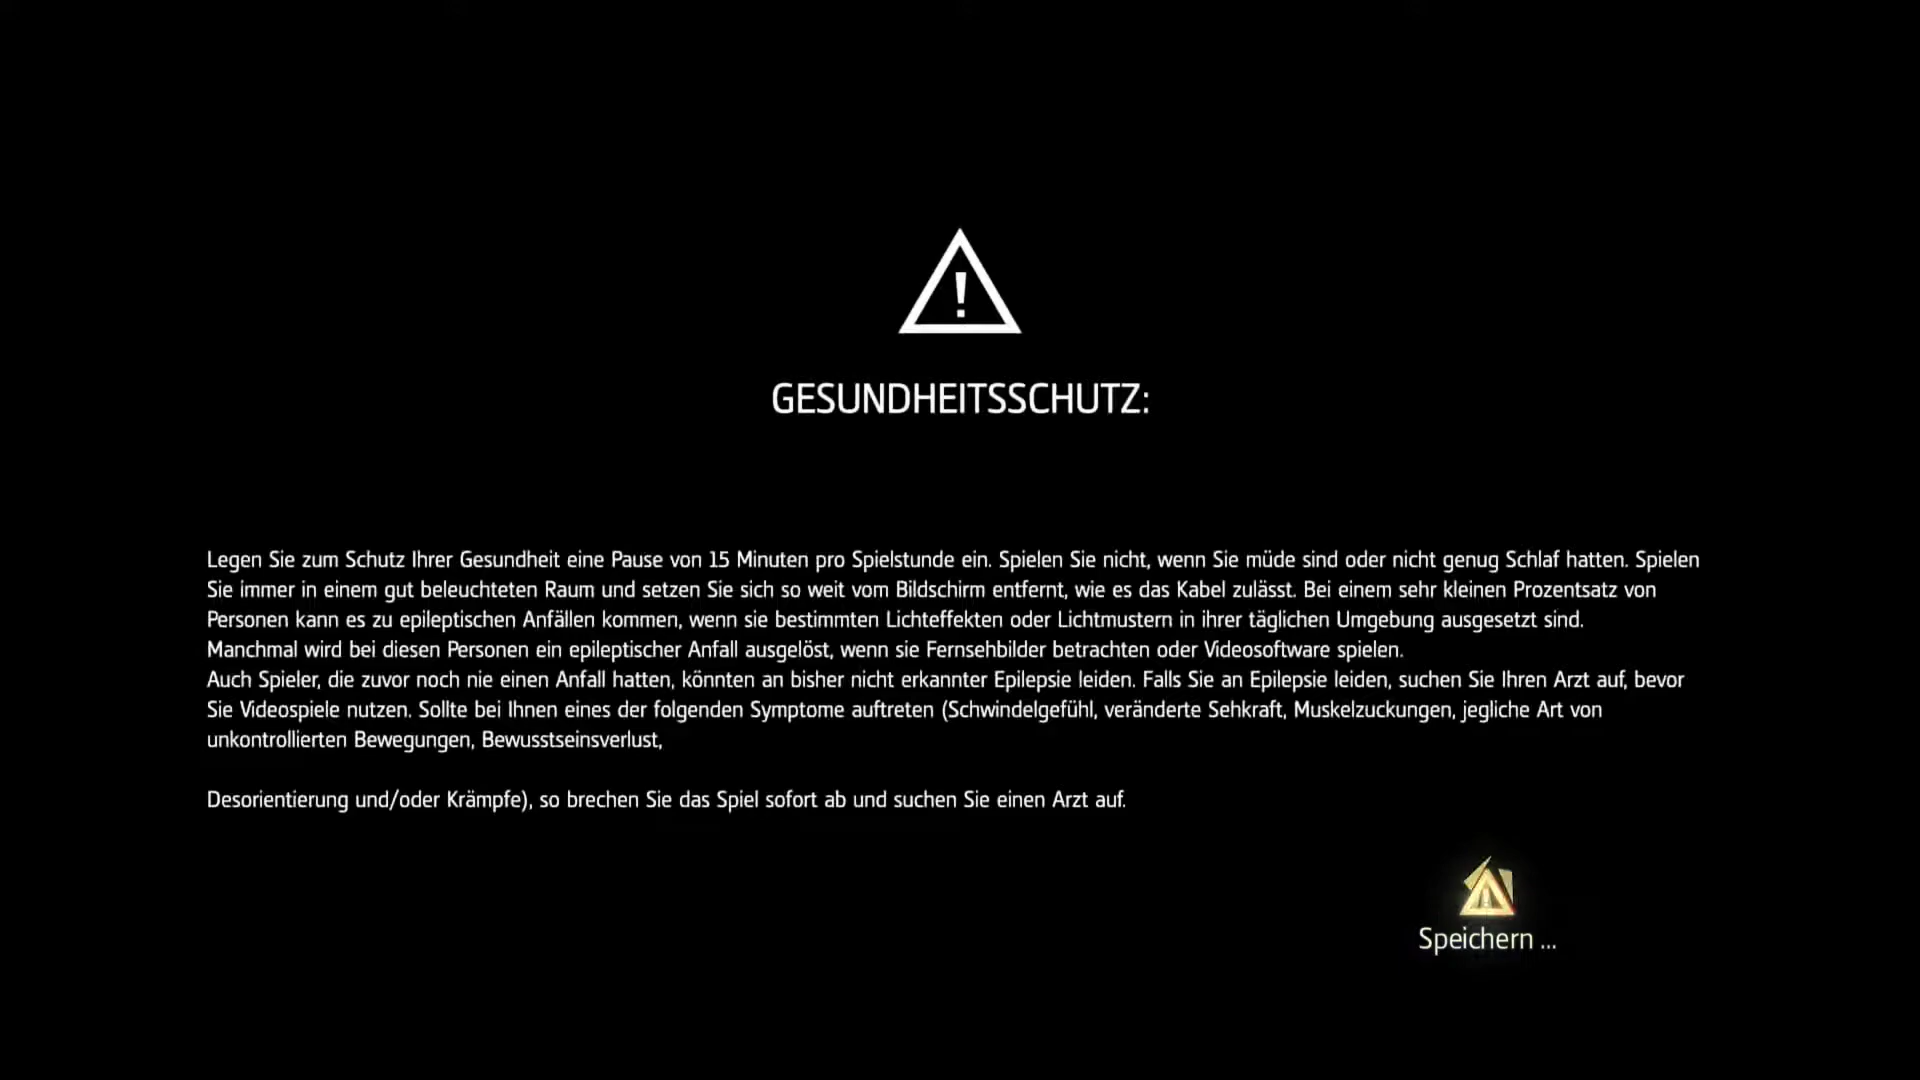 GESUNDHEITSSCHUTZ:
Legen Sie zum Schutz Ihrer Gesundheit eine Pause von 15 Minuten pro Spielstunde ein. Spielen Sie nicht, wenn Sie müde sind oder nicht genug Schlaf hatten. Spielen
Sie immer in einem gut beleuchteten Raum und setzen Sie sich so weit vom Bildschirm entfernt, wie es das Kabel zulässt. Bei einem sehr kleinen Prozentsatz von
Personen kann es zu epileptischen Anfällen kommen, wenn sie bestimmten Lichteffekten oder Lichtmustern in ihrer täglichen Umgebung ausgesetzt sind.
Manchmal wird bei diesen Personen ein epileptischer Anfall ausgelöst, wenn sie Fernsehbilder betrachten oder Videosoftware spielen.
Auch Spieler, die zuvor noch nie einen Anfall hatten, könnten an bisher nicht erkannter Epilepsie leiden. Falls Sie an Epilepsie leiden, suchen Sie Ihren Arzt auf, bevor
Sie Videospiele nutzen. Sollte bei Ihnen eines der folgenden Symptome auftreten (Schwindelgefühl, veränderte Sehkraft, Muskelzuckungen, jegliche Art von
unkontrollierten Bewegungen, Bewusstseinsverlust,
Desorientierung und/oder Krämpfe), so brechen Sie das Spiel sofort ab und suchen Sie einen Arzt auf.
Speichern ...